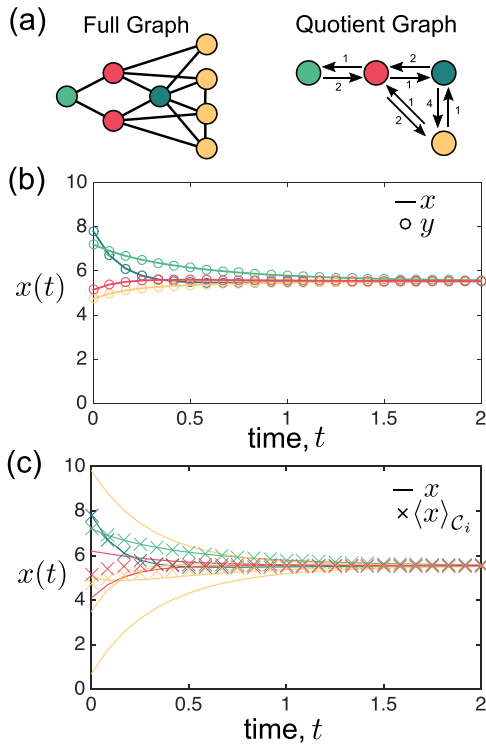 (a) Full Graph Quotient Graph
1 2
2 1
1 4 1
2
(b)
10
8
6
4
2
0
x(t)
— x
○ y
0 0.5 1 1.5 2
time, t
(c)
10
8
6
4
2
0
x(t)
— x
× ⟨x⟩_{C_i}
0 0.5 1 1.5 2
time, t